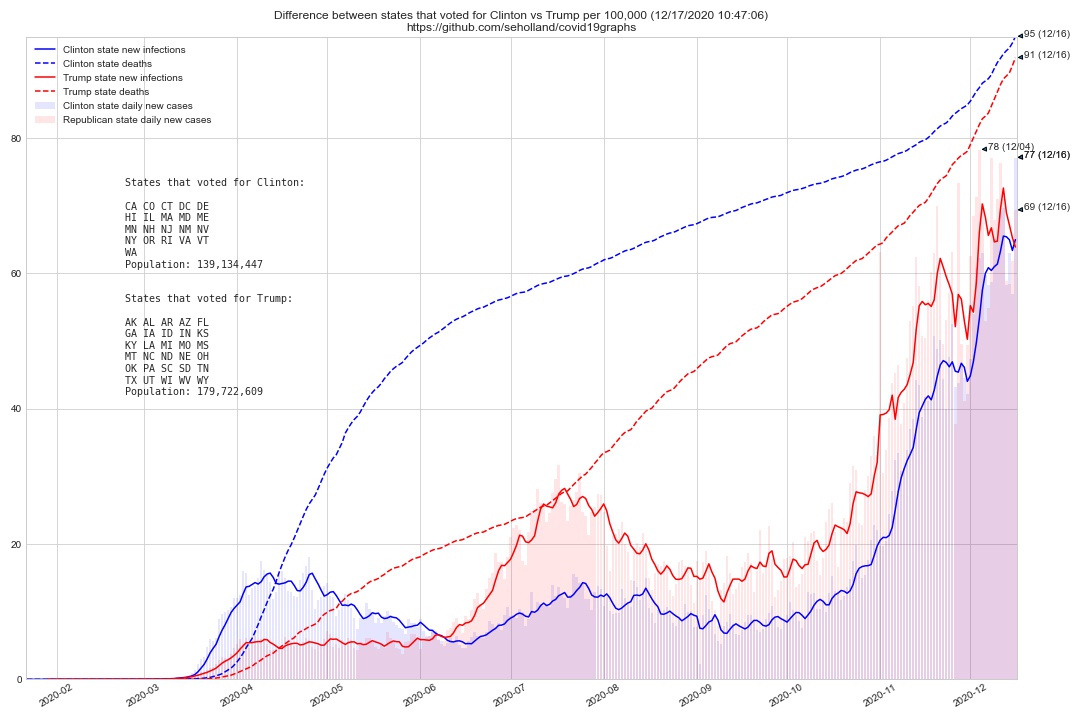 Difference between states that voted for Clinton vs Trump per 100,000 (12/17/2020 10:47:06)
https://github.com/seholland/covid19graphs
Clinton state new infections
Clinton state deaths
Trump state new infections
Trump state deaths
Clinton state daily new cases
Republican state daily new cases
95 (12/16)
91 (12/16)
78 (12/04)
77 (12/16)
69 (12/16)
States that voted for Clinton:
CA CO CT DC DE
HI IL MA MD ME
MN NH NJ NM NV
NY OR RI VA VT
WA
Population: 139,134,447
States that voted for Trump:
AK AL AR AZ FL
GA IA ID IN KS
KY LA MI MO MS
MT NC ND NE OH
OK PA SC SD TN
TX UT WI WV WY
Population: 179,722,609
80
60
40
20
0
2020-02
2020-03
2020-04
2020-05
2020-06
2020-07
2020-08
2020-09
2020-10
2020-11
2020-12